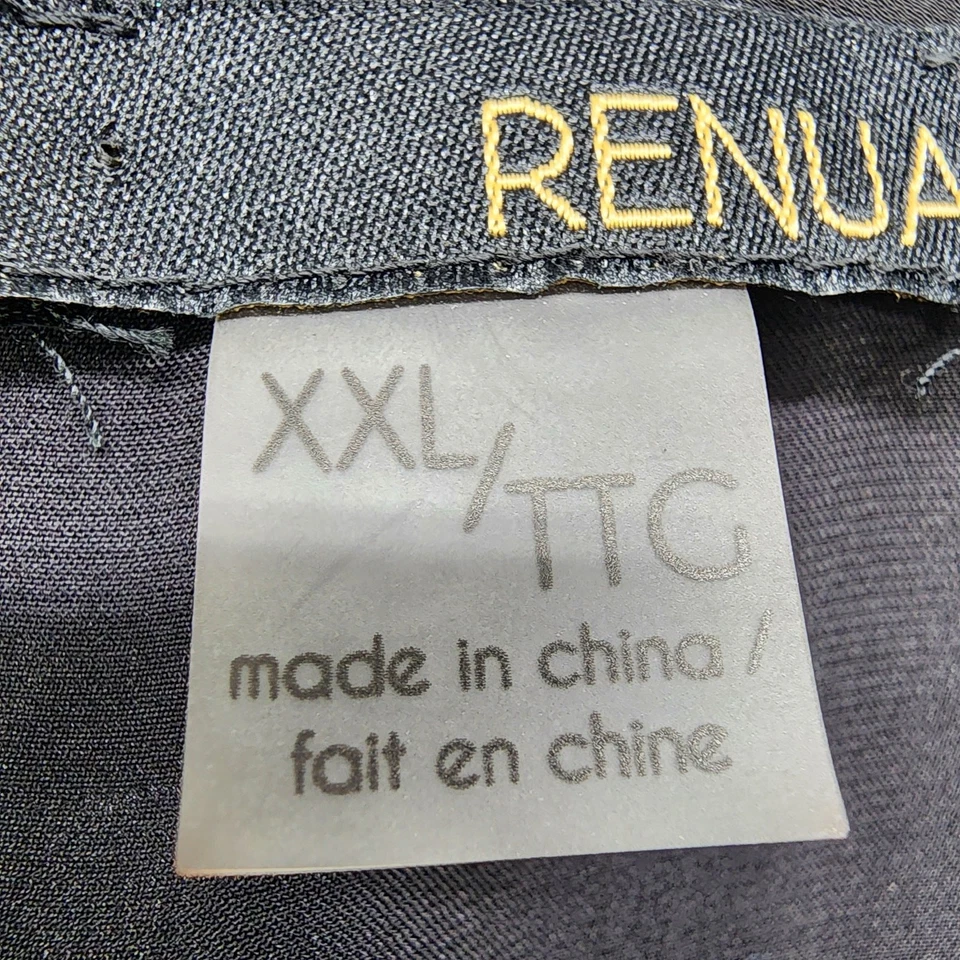 RENUA
XXL/TTG
made in china /
fait en chine